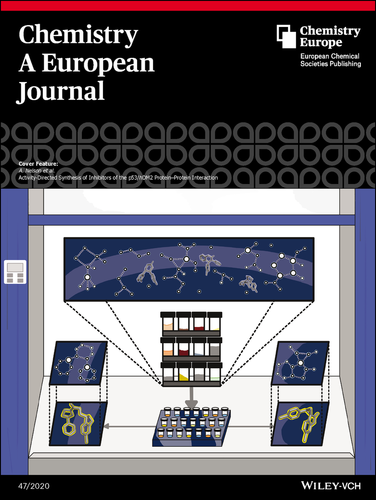 Chemistry
A European
Journal
Chemistry
Europe
European Chemical
Societies Publishing
Cover Feature:
A. Nelson et al.
Activity-Directed Synthesis of Inhibitors of the p53/hDM2 Protein–Protein Interaction
47/2020
WILEY-VCH